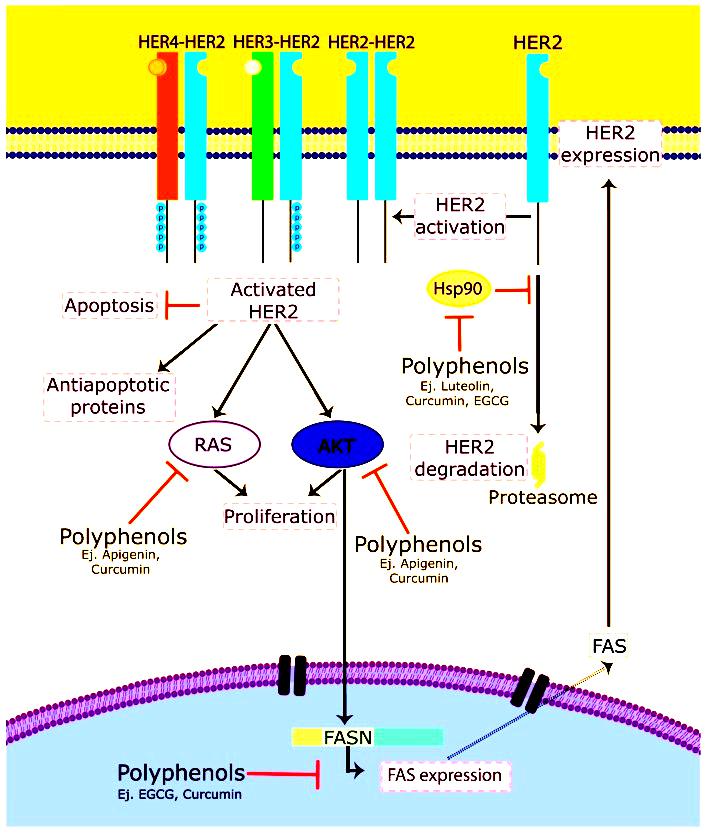 HER4-HER2 HER3-HER2 HER2-HER2 HER2
HER2
expression
P P P
P P P
P P P
P P P
P P P
HER2
activation
Apoptosis
Activated
HER2
Hsp90
Polyphenols
Ej. Luteolin,
Curcumin, EGCG
Antiapoptotic
proteins
RAS
AKT
HER2
degradation
Proteasome
Proliferation
Polyphenols
Ej. Apigenin,
Curcumin
Polyphenols
Ej. Apigenin,
Curcumin
FAS
FASN
Polyphenols
Ej. EGCG, Curcumin
FAS expression